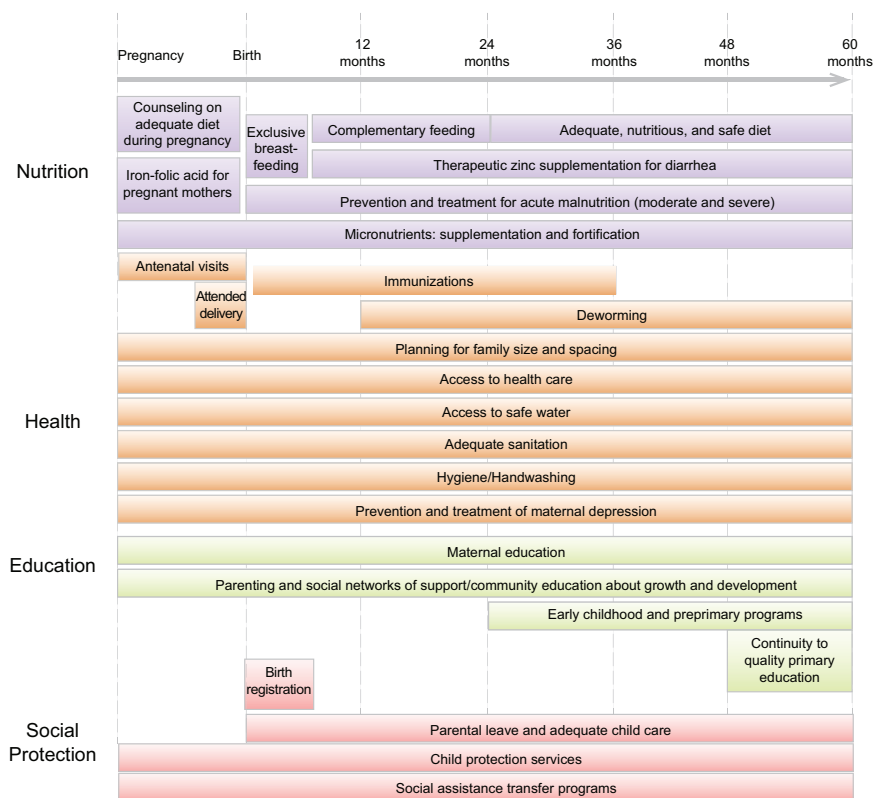 Pregnancy
Birth
12
months
24
months
36
months
48
months
60
months
Nutrition
Counseling on
adequate diet
during pregnancy
Exclusive
breast-
feeding
Complementary feeding
Adequate, nutritious, and safe diet
Iron-folic acid for
pregnant mothers
Therapeutic zinc supplementation for diarrhea
Prevention and treatment for acute malnutrition (moderate and severe)
Micronutrients: supplementation and fortification
Health
Antenatal visits
Immunizations
Attended
delivery
Deworming
Planning for family size and spacing
Access to health care
Access to safe water
Adequate sanitation
Hygiene/Handwashing
Prevention and treatment of maternal depression
Education
Maternal education
Parenting and social networks of support/community education about growth and development
Early childhood and preprimary programs
Continuity to
quality primary
education
Social
Protection
Birth
registration
Parental leave and adequate child care
Child protection services
Social assistance transfer programs